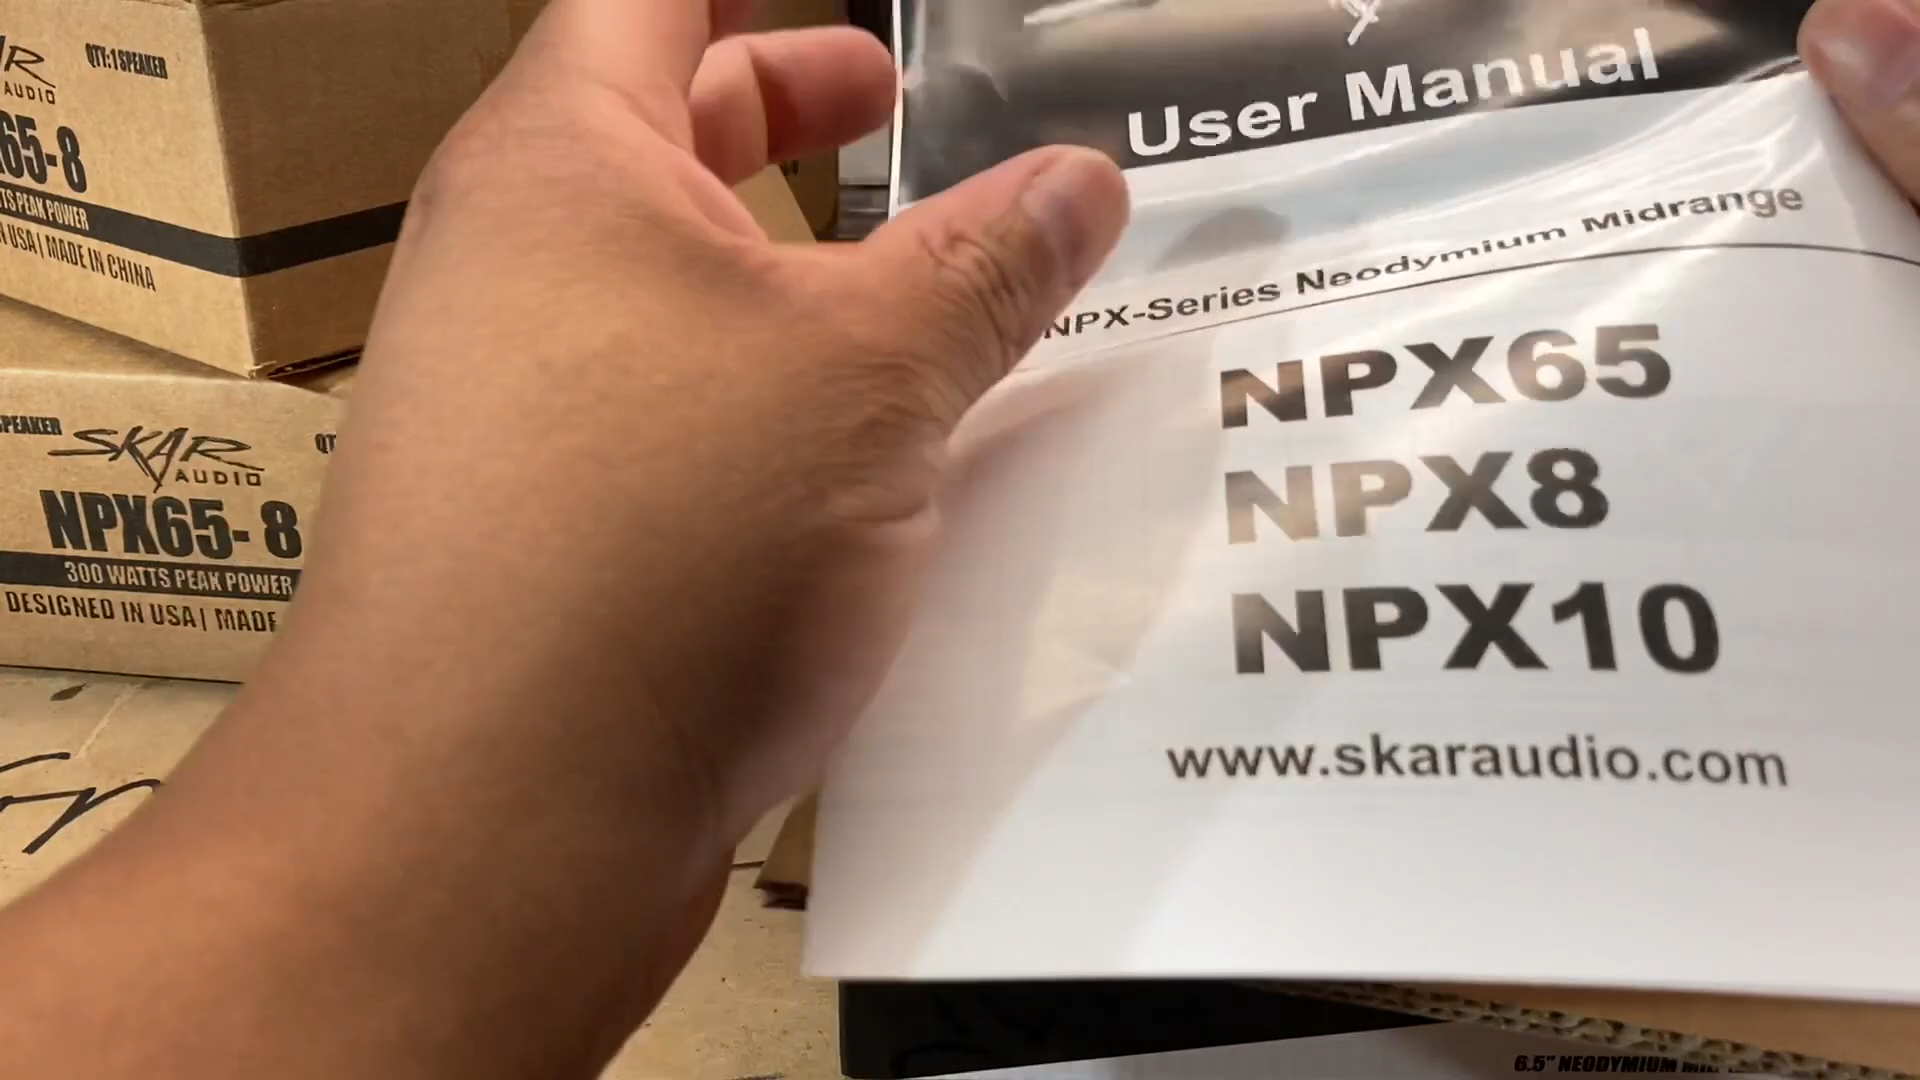 QTY:1 SPEAKER
AUDIO
65-8
PEAK POWER
USA | MADE IN CHINA
SPEAKER
SKAR
AUDIO
NPX65- 8
300 WATTS PEAK POWER
DESIGNED IN USA | MADE
User Manual
NPX-Series Neodymium Midrange
NPX65
NPX8
NPX10
www.skaraudio.com
6.5" NEODYMIUM